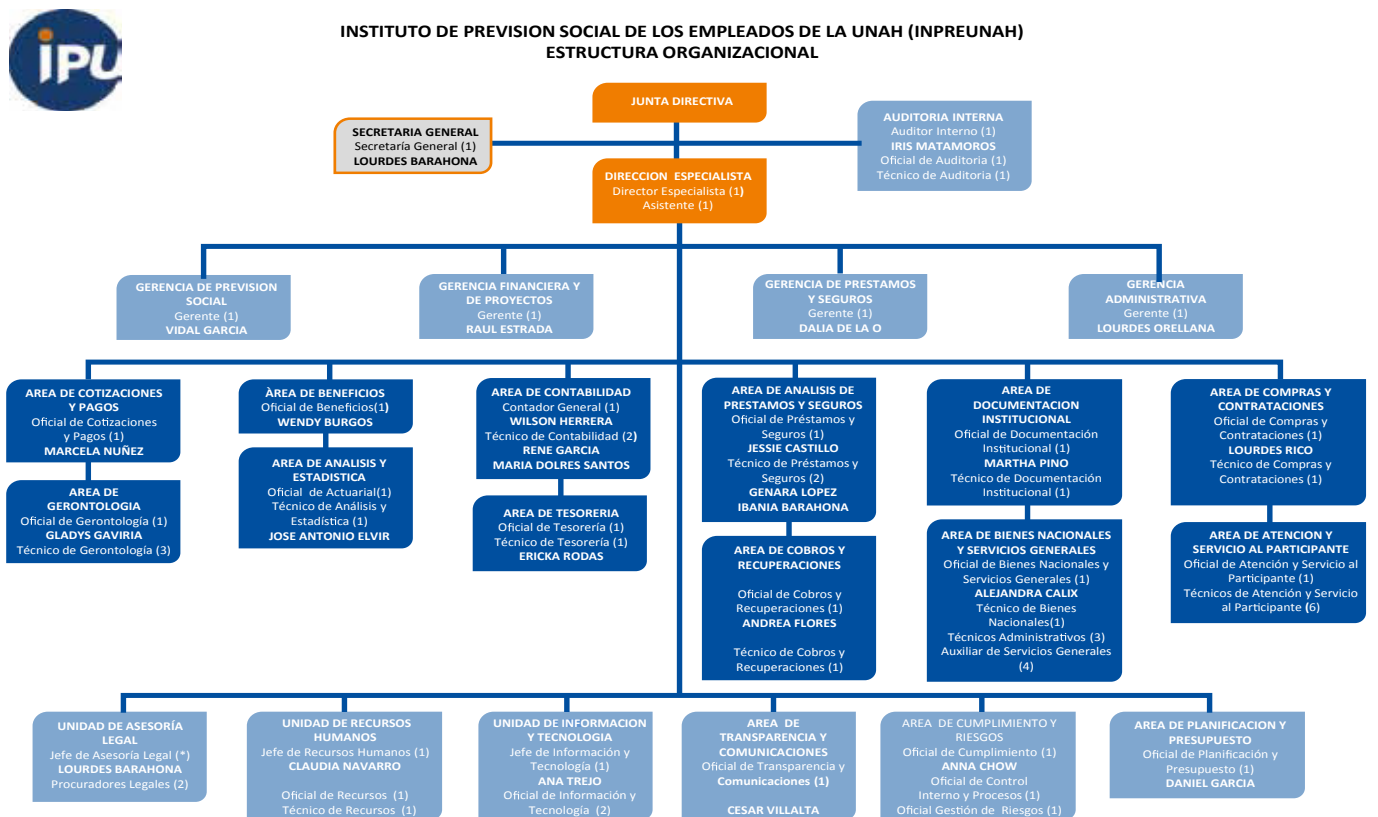 iPU
INSTITUTO DE PREVISION SOCIAL DE LOS EMPLEADOS DE LA UNAH (INPREUNAH)
ESTRUCTURA ORGANIZACIONAL
JUNTA DIRECTIVA
SECRETARIA GENERAL
Secretaría General (1)
LOURDES BARAHONA
AUDITORIA INTERNA
Auditor Interno (1)
IRIS MATAMOROS
Oficial de Auditoria (1)
Técnico de Auditoria (1)
DIRECCION ESPECIALISTA
Director Especialista (1)
Asistente (1)
GERENCIA DE PREVISION
SOCIAL
Gerente (1)
VIDAL GARCIA
GERENCIA FINANCIERA Y
DE PROYECTOS
Gerente (1)
RAUL ESTRADA
GERENCIA DE PRESTAMOS
Y SEGUROS
Gerente (1)
DALIA DE LA O
GERENCIA
ADMINISTRATIVA
Gerente (1)
LOURDES ORELLANA
AREA DE COTIZACIONES
Y PAGOS
Oficial de Cotizaciones
y Pagos (1)
MARCELA NUÑEZ
ÀREA DE BENEFICIOS
Oficial de Beneficios(1)
WENDY BURGOS
AREA DE CONTABILIDAD
Contador General (1)
WILSON HERRERA
Técnico de Contabilidad (2)
RENE GARCIA
MARIA DOLRES SANTOS
AREA DE ANALISIS DE
PRESTAMOS Y SEGUROS
Oficial de Préstamos y
Seguros (1)
JESSIE CASTILLO
Técnico de Préstamos y
Seguros (2)
GENARA LOPEZ
IBANIA BARAHONA
AREA DE
DOCUMENTACION
INSTITUCIONAL
Oficial de Documentación
Institucional (1)
MARTHA PINO
Técnico de Documentación
Institucional (1)
AREA DE COMPRAS Y
CONTRATACIONES
Oficial de Compras y
Contrataciones (1)
LOURDES RICO
Técnico de Compras y
Contrataciones (1)
AREA DE
GERONTOLOGIA
Oficial de Gerontología (1)
GLADYS GAVIRIA
Técnico de Gerontología (3)
AREA DE ANALISIS Y
ESTADISTICA
Oficial de Actuarial(1)
Técnico de Análisis y
Estadística (1)
JOSE ANTONIO ELVIR
AREA DE TESORERIA
Oficial de Tesorería (1)
Técnico de Tesorería (1)
ERICKA RODAS
AREA DE COBROS Y
RECUPERACIONES
Oficial de Cobros y
Recuperaciones (1)
ANDREA FLORES
Técnico de Cobros y
Recuperaciones (1)
AREA DE BIENES NACIONALES
Y SERVICIOS GENERALES
Oficial de Bienes Nacionales y
Servicios Generales (1)
ALEJANDRA CALIX
Técnico de Bienes
Nacionales(1)
Técnicos Administrativos (3)
Auxiliar de Servicios Generales
(4)
AREA DE ATENCION Y
SERVICIO AL PARTICIPANTE
Oficial de Atención y Servicio al
Participante (1)
Técnicos de Atención y Servicio
al Participante (6)
UNIDAD DE ASESORÍA
LEGAL
Jefe de Asesoría Legal (*)
LOURDES BARAHONA
Procuradores Legales (2)
UNIDAD DE RECURSOS
HUMANOS
Jefe de Recursos Humanos (1)
CLAUDIA NAVARRO
Oficial de Recursos (1)
Técnico de Recursos (1)
UNIDAD DE INFORMACION
Y TECNOLOGIA
Jefe de Información y
Tecnología (1)
ANA TREJO
Oficial de Información y
Tecnología (2)
AREA DE
TRANSPARENCIA Y
COMUNICACIONES
Oficial de Transparencia y
Comunicaciones (1)
CESAR VILLALTA
AREA DE CUMPLIMIENTO Y
RIESGOS
Oficial de Cumplimiento (1)
ANNA CHOW
Oficial de Control
Interno y Procesos (1)
Oficial Gestión de Riesgos (1)
AREA DE PLANIFICACION Y
PRESUPUESTO
Oficial de Planificación y
Presupuesto (1)
DANIEL GARCIA